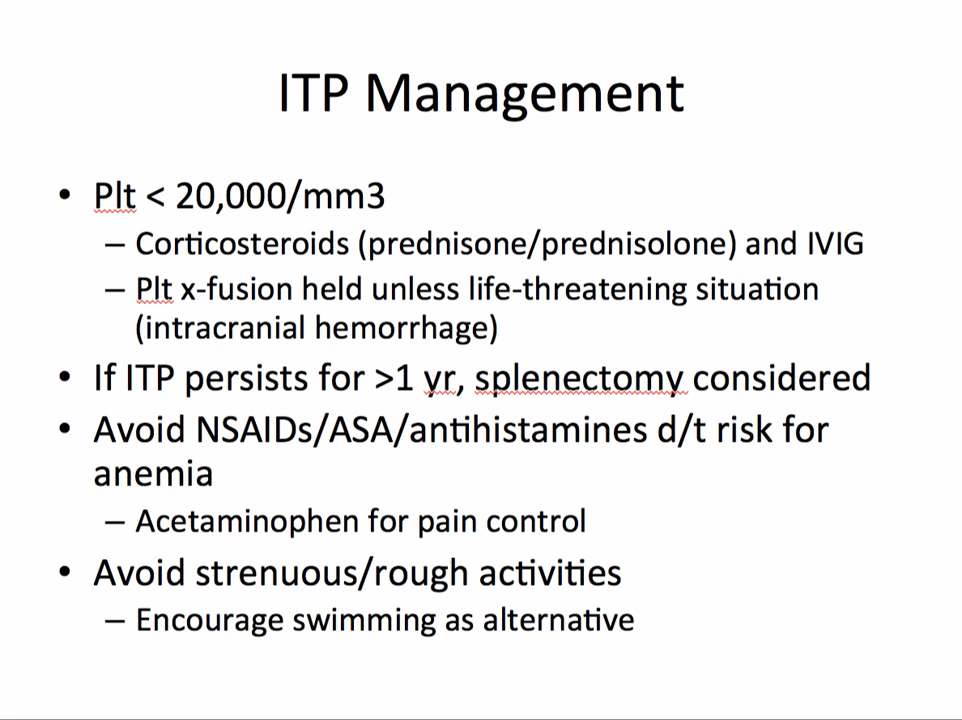 ITP Management
• Plt < 20,000/mm3
– Corticosteroids (prednisone/prednisolone) and IVIG
– Plt x-fusion held unless life-threatening situation
(intracranial hemorrhage)
• If ITP persists for >1 yr, splenectomy considered
• Avoid NSAIDs/ASA/antihistamines d/t risk for
anemia
– Acetaminophen for pain control
• Avoid strenuous/rough activities
– Encourage swimming as alternative